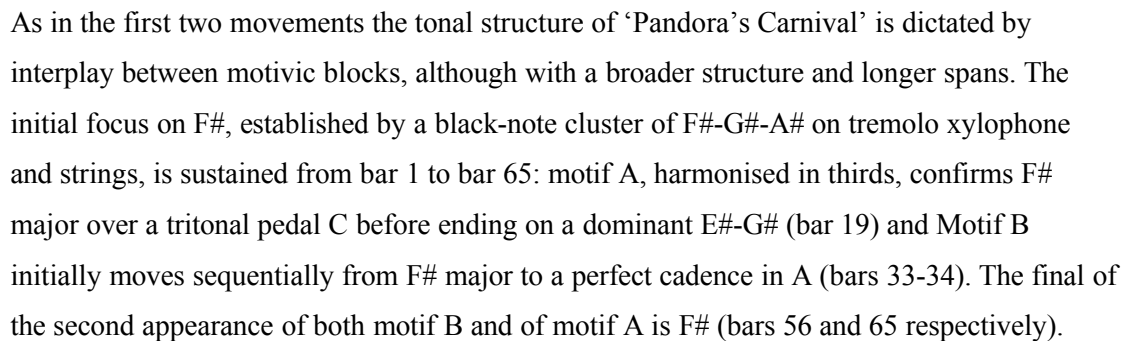 As in the first two movements the tonal structure of ‘Pandora’s Carnival’ is dictated by
interplay between motivic blocks, although with a broader structure and longer spans. The
initial focus on F#, established by a black-note cluster of F#-G#-A# on tremolo xylophone
and strings, is sustained from bar 1 to bar 65: motif A, harmonised in thirds, confirms F#
major over a tritonal pedal C before ending on a dominant E#-G# (bar 19) and Motif B
initially moves sequentially from F# major to a perfect cadence in A (bars 33-34). The final of
the second appearance of both motif B and of motif A is F# (bars 56 and 65 respectively).